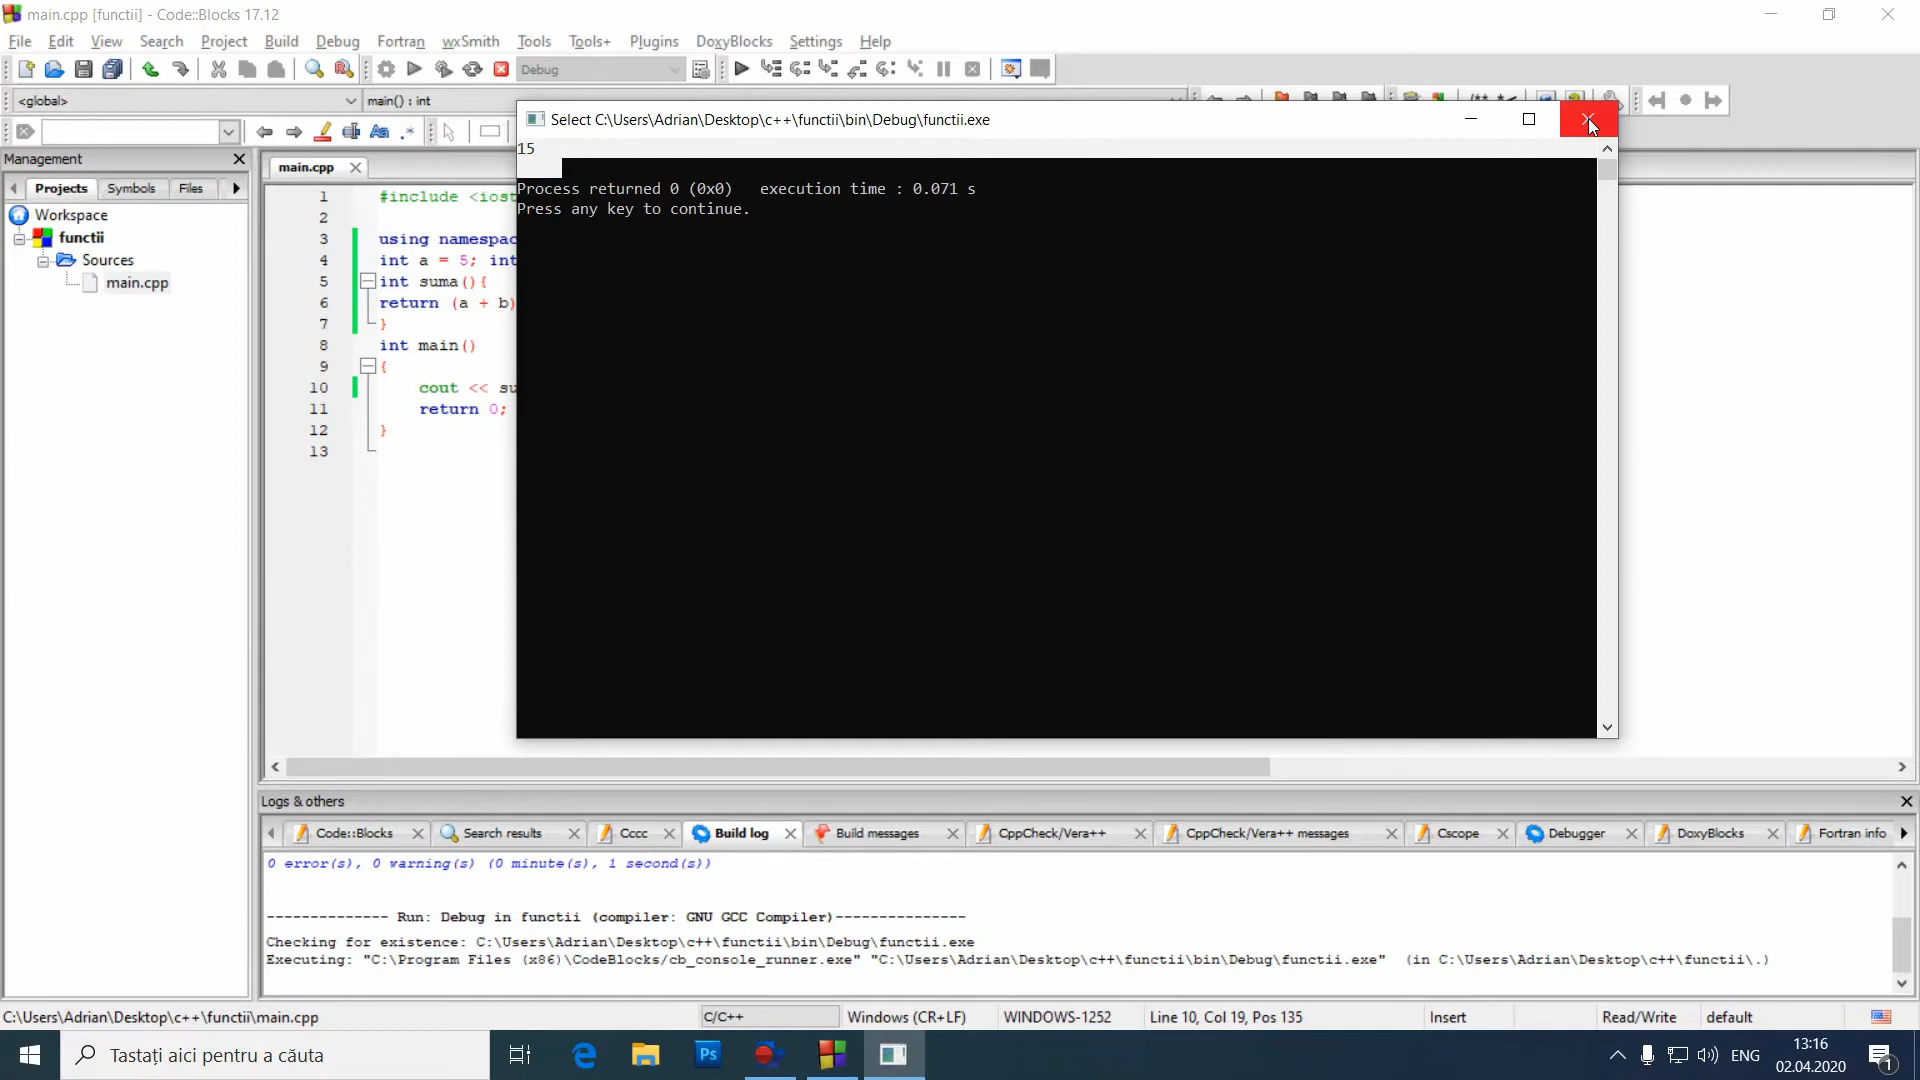 main.cpp [functii] - Code::Blocks 17.12
File Edit View Search Project Build Debug Fortran wxSmith Tools Tools+ Plugins DoxyBlocks Settings Help
Debug
<global> main() : int
Select C:\Users\Adrian\Desktop\c++\functii\bin\Debug\functii.exe
15
Process returned 0 (0x0)   execution time : 0.071 s
Press any key to continue.
Management
Projects Symbols Files
Workspace
functii
Sources
main.cpp
main.cpp
1 #include <iost
2
3 using namespac
4 int a = 5; int
5 int suma(){
6 return (a + b)
7 }
8 int main()
9 {
10 cout << su
11 return 0;
12 }
13
Logs & others
Code::Blocks Search results Cccc Build log Build messages CppCheck/Vera++ CppCheck/Vera++ messages Cscope Debugger DoxyBlocks Fortran info
0 error(s), 0 warning(s) (0 minute(s), 1 second(s))
-------------- Run: Debug in functii (compiler: GNU GCC Compiler)---------------
Checking for existence: C:\Users\Adrian\Desktop\c++\functii\bin\Debug\functii.exe
Executing: "C:\Program Files (x86)\CodeBlocks/cb_console_runner.exe" "C:\Users\Adrian\Desktop\c++\functii\bin\Debug\functii.exe"  (in C:\Users\Adrian\Desktop\c++\functii\.)
C:\Users\Adrian\Desktop\c++\functii\main.cpp C/C++ Windows (CR+LF) WINDOWS-1252 Line 10, Col 19, Pos 135 Insert Read/Write default
Tastați aici pentru a căuta
Ps
ENG
13:16
02.04.2020
1